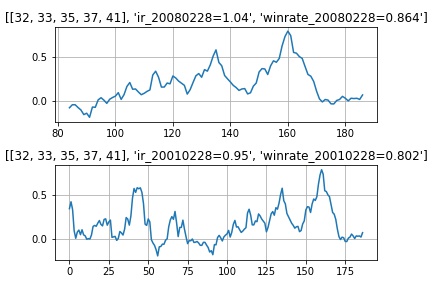 [[32, 33, 35, 37, 41], 'ir_20080228=1.04', 'winrate_20080228=0.864']
0.5
0.0
80 100 120 140 160 180
[[32, 33, 35, 37, 41], 'ir_20010228=0.95', 'winrate_20010228=0.802']
0.5
0.0
0 25 50 75 100 125 150 175